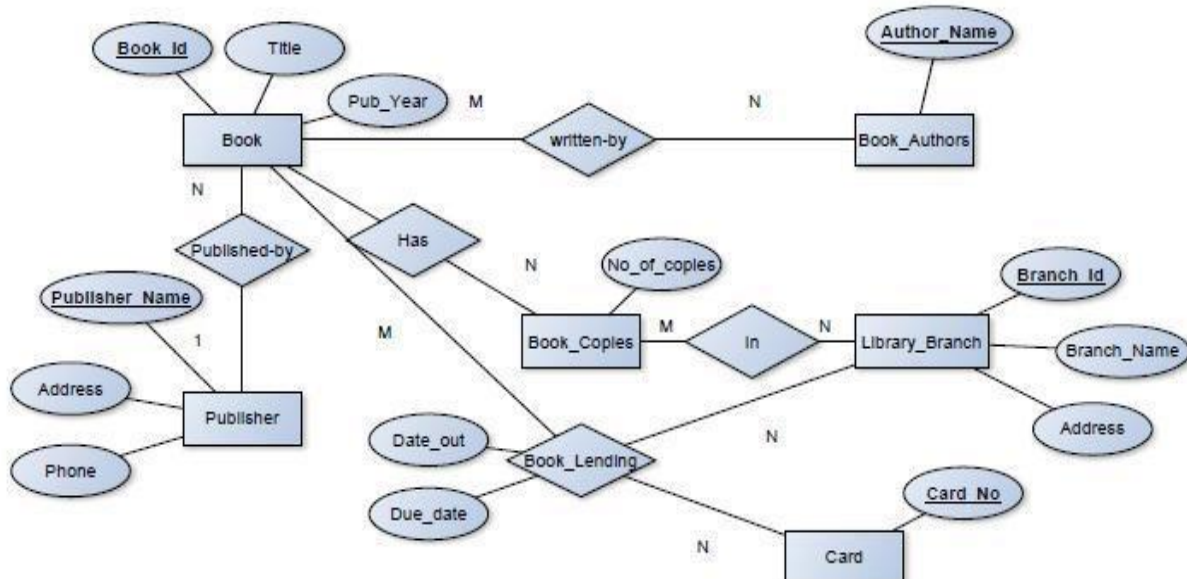 Author_Name
Book_Id
Title
Pub_Year
M
N
Book
written-by
Book_Authors
N
Has
Published-by
N
No_of_copies
Branch_Id
Publisher_Name
M
Book_Copies
M
In
N
Library_Branch
Branch_Name
1
Address
Publisher
Date_out
N
Address
Phone
Book_Lending
Due_date
Card_No
N
Card